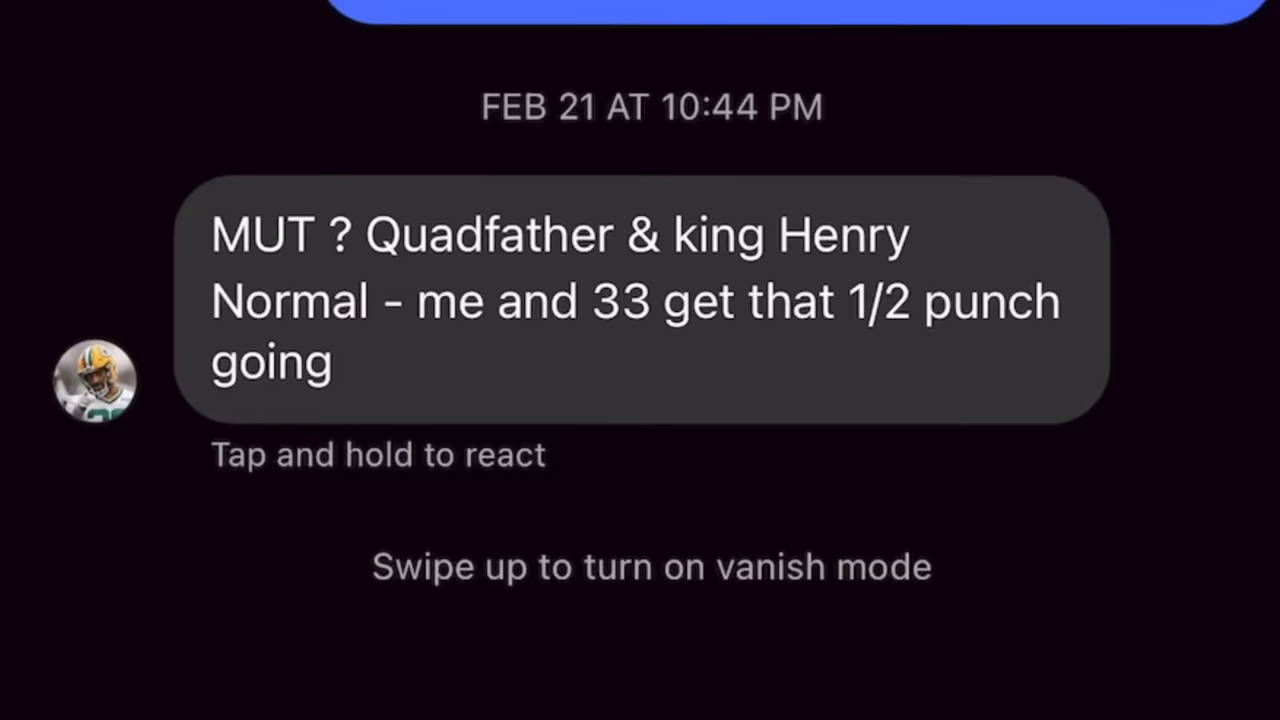 FEB 21 AT 10:44 PM
MUT ? Quadfather & king Henry
Normal - me and 33 get that 1/2 punch
going
Tap and hold to react
Swipe up to turn on vanish mode